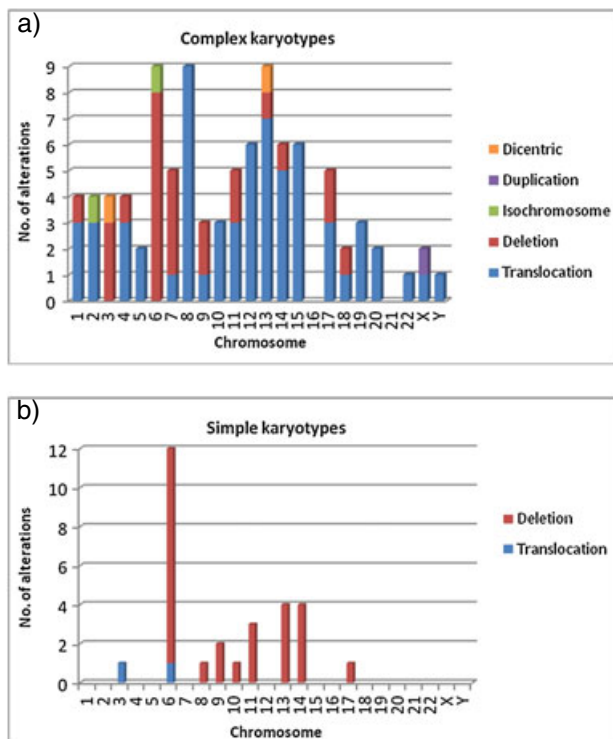 a)
Complex karyotypes
No. of alterations
9
8
7
6
5
4
3
2
1
0
1 2 3 4 5 6 7 8 9 10 11 12 13 14 15 16 17 18 19 20 21 22 X Y
Chromosome
Dicentric
Duplication
Isochromosome
Deletion
Translocation
b)
Simple karyotypes
No. of alterations
12
10
8
6
4
2
0
1 2 3 4 5 6 7 8 9 10 11 12 13 14 15 16 17 18 19 20 21 22 X Y
Chromosome
Deletion
Translocation